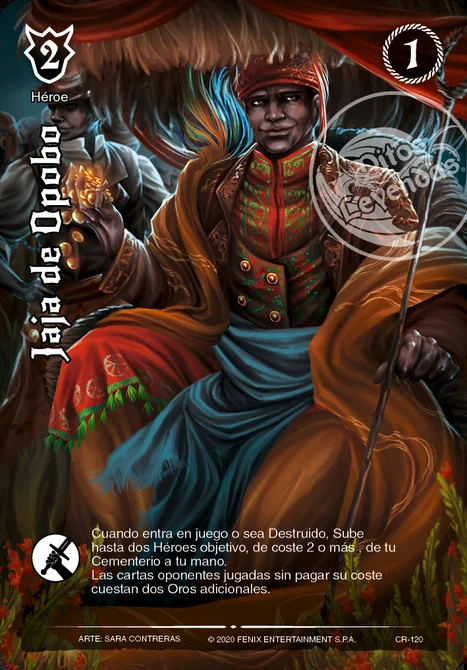 2
1
Héroe
Jaja de Opobo
Mitos
y
Leyendas
Cuando entra en juego o sea Destruido, Sube
hasta dos Héroes objetivo, de coste 2 o más , de tu
Cementerio a tu mano.
Las cartas oponentes jugadas sin pagar su coste
cuestan dos Oros adicionales.
ARTE: SARA CONTRERAS © 2020 FENIX ENTERTAINMENT S.P.A. CR-120